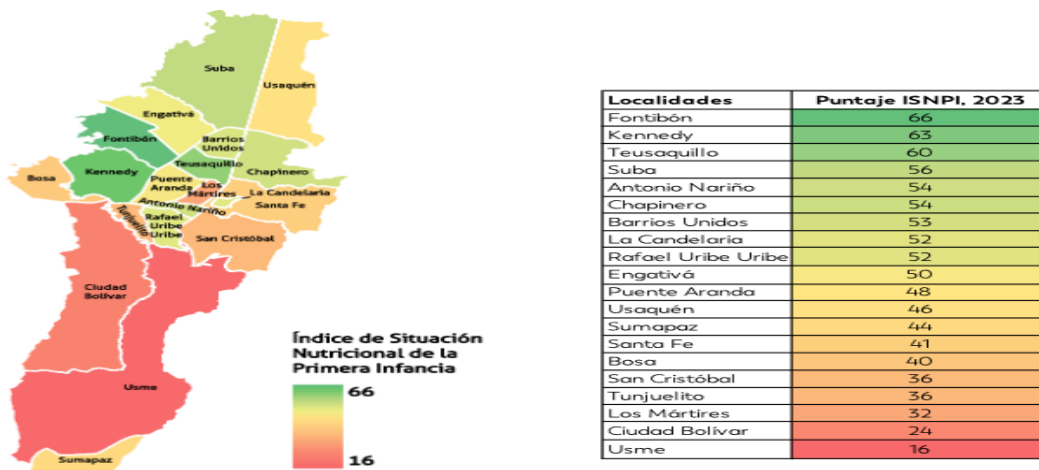 Suba
Usaquén
Engativá
Fontibón
Barrios
Unidos
Teusaquillo
Chapinero
Bosa
Kennedy
Puente
Aranda
Los
Mártires
La Candelaria
Santa Fe
Antonio Nariño
Tunjuelito
Rafael
Uribe
Uribe
San Cristóbal
Ciudad
Bolívar
Usme
Sumapaz
Índice de Situación
Nutricional de la
Primera Infancia
66
16
Localidades Puntaje ISNPI, 2023
Fontibón 66
Kennedy 63
Teusaquillo 60
Suba 56
Antonio Nariño 54
Chapinero 54
Barrios Unidos 53
La Candelaria 52
Rafael Uribe Uribe 52
Engativá 50
Puente Aranda 48
Usaquén 46
Sumapaz 44
Santa Fe 41
Bosa 40
San Cristóbal 36
Tunjuelito 36
Los Mártires 32
Ciudad Bolívar 24
Usme 16